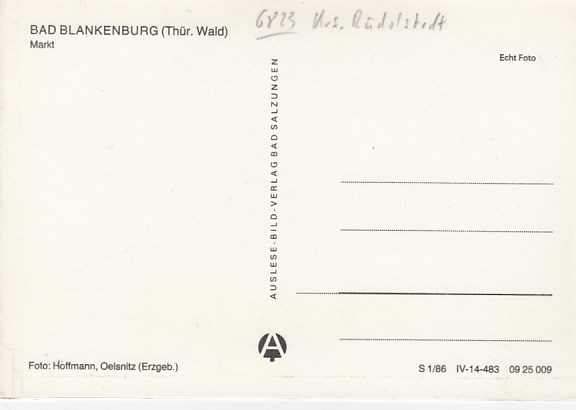 BAD BLANKENBURG (Thür. Wald)
Markt
6823 Krs. Rudolstadt
Echt Foto
AUSLESE-BILD-VERLAG BAD SALZUNGEN
A
Foto: Hoffmann, Oelsnitz (Erzgeb.)
S 1/86 IV-14-483 09 25 009